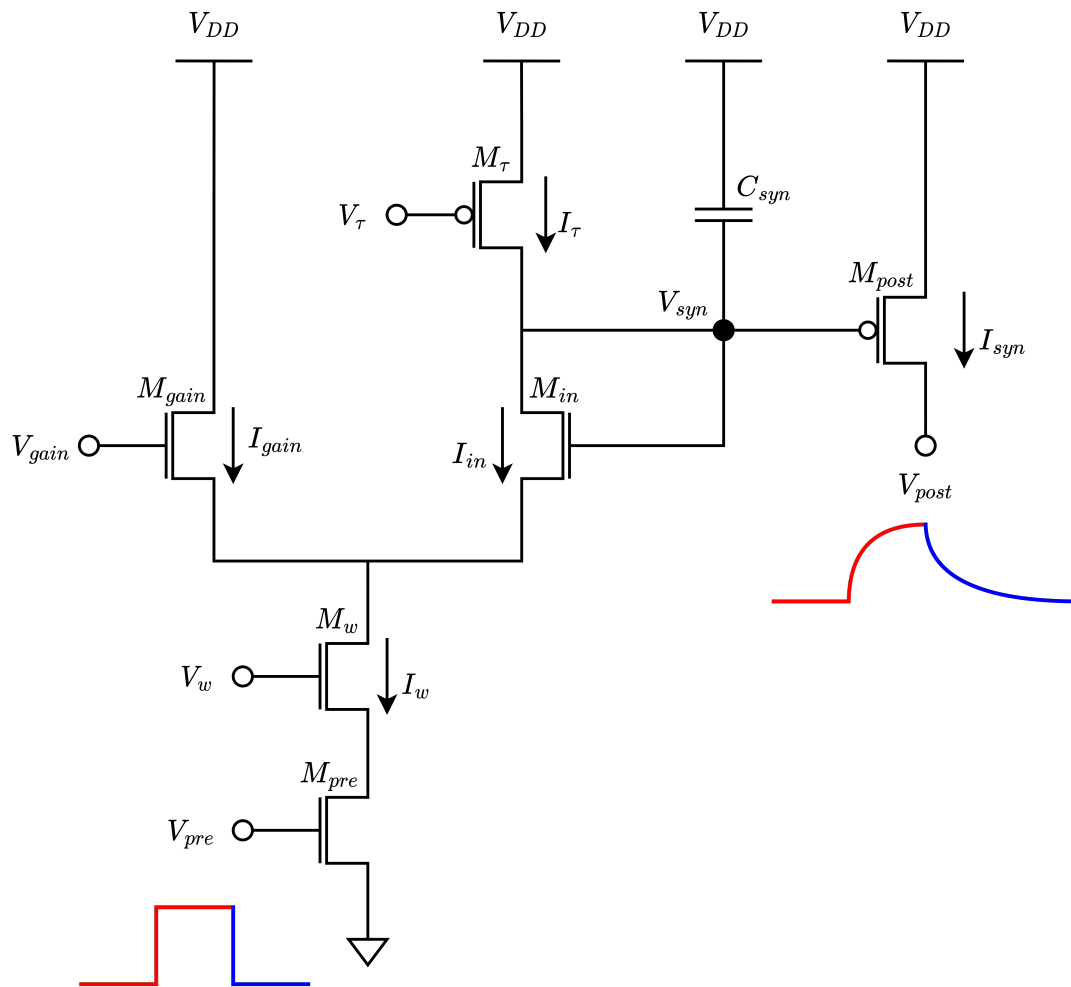 V_DD V_DD V_DD V_DD
M_τ
C_syn
V_τ
I_τ
M_post
V_syn
I_syn
M_gain
M_in
V_gain
I_gain
I_in
V_post
M_w
V_w
I_w
M_pre
V_pre